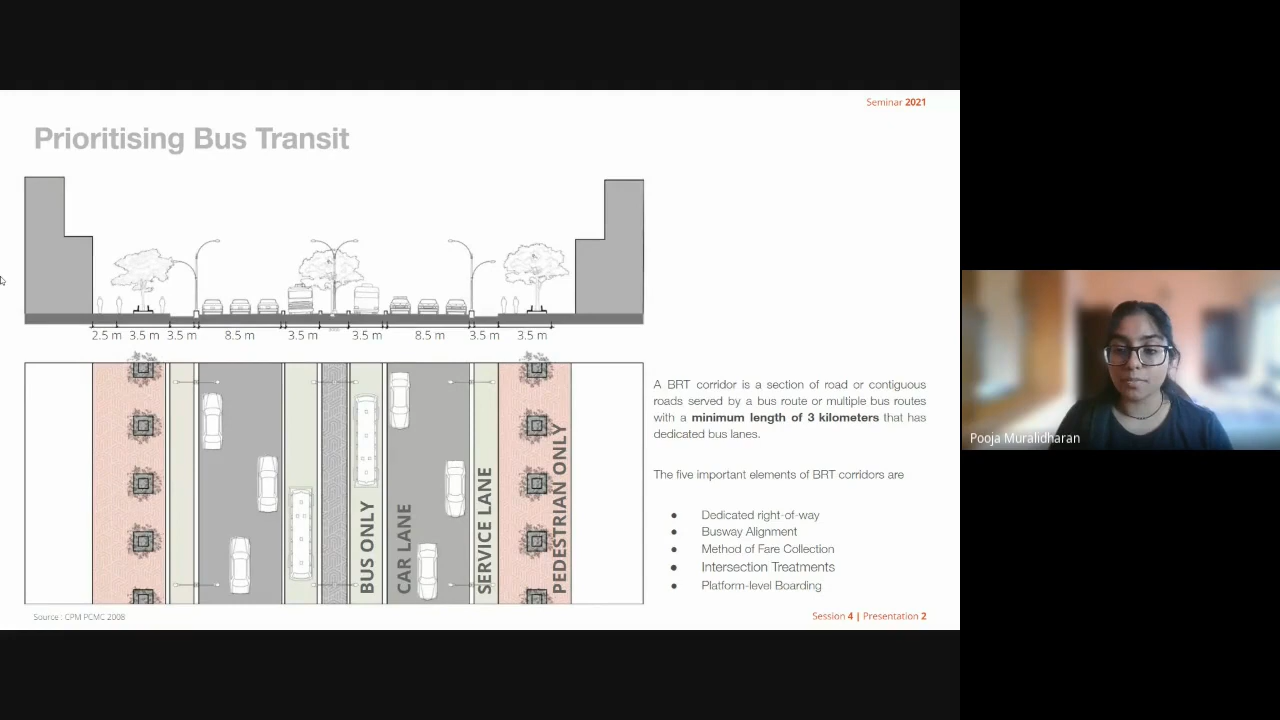 Seminar 2021
Prioritising Bus Transit
2.5 m 3.5 m 3.5 m 8.5 m 3.5 m 3.5 m 8.5 m 3.5 m 3.5 m
BUS ONLY
CAR LANE
SERVICE LANE
PEDESTRIAN ONLY
A BRT corridor is a section of road or contiguous
roads served by a bus route or multiple bus routes
with a minimum length of 3 kilometers that has
dedicated bus lanes.
The five important elements of BRT corridors are
● Dedicated right-of-way
● Busway Alignment
● Method of Fare Collection
● Intersection Treatments
● Platform-level Boarding
Source : CPM PCMC 2008
Session 4 | Presentation 2
Pooja Muralidharan